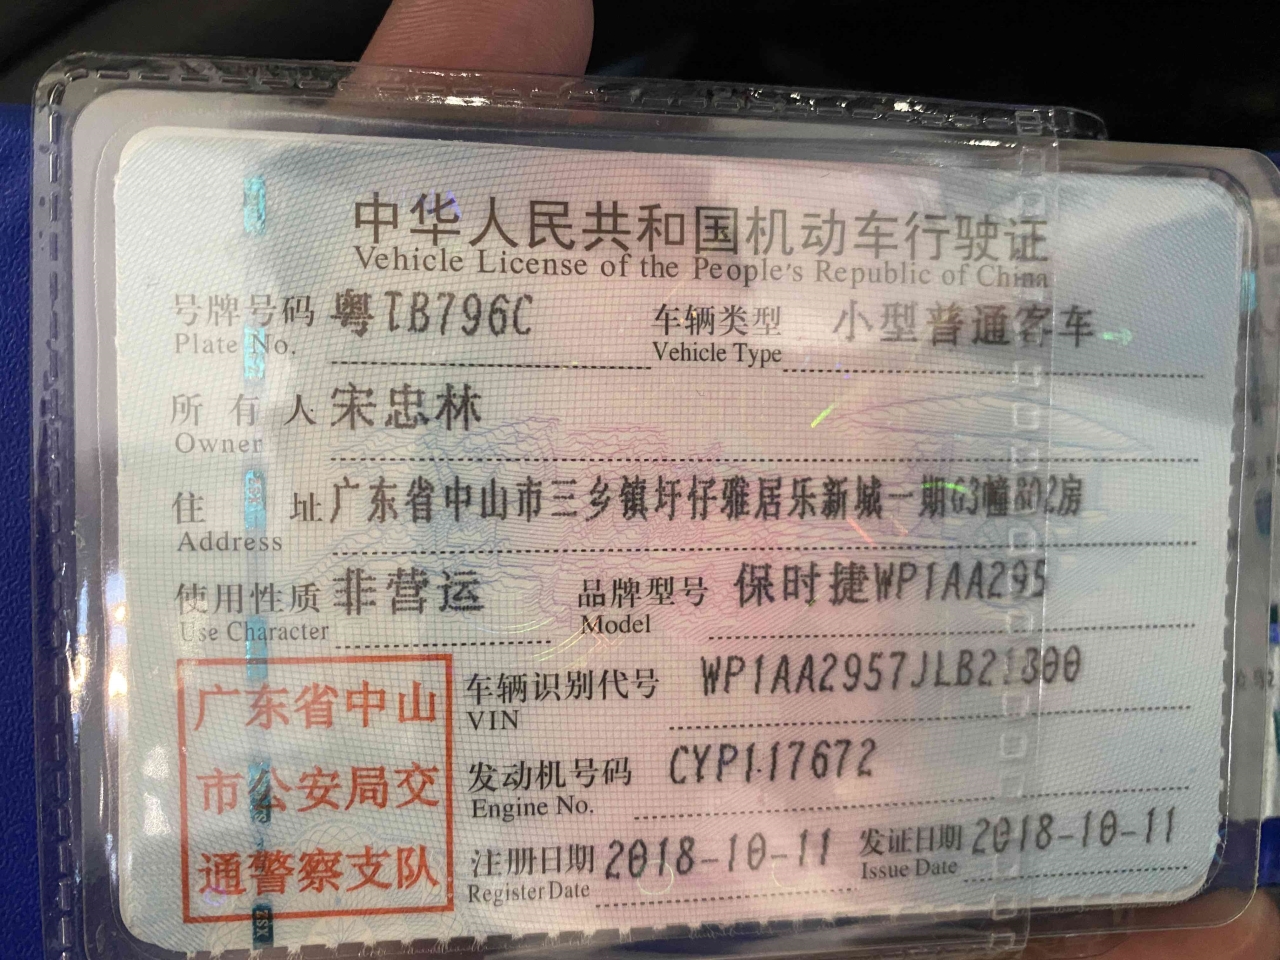 中华人民共和国机动车行驶证
Vehicle License of the People's Republic of China
号牌号码 粤TB796C 车辆类型 小型普通客车
Plate No. Vehicle Type
所有人 宋忠林
Owner
住址 广东省中山市三乡镇圩仔雅居乐新城一期63幢802房
Address
使用性质 非营运 品牌型号 保时捷WP1AA295
Use Character Model
广东省中山
市公安局交
通警察支队
车辆识别代号 WP1AA2957JLB21300
VIN
发动机号码 CYP117672
Engine No.
注册日期 2018-10-11 发证日期 2018-10-11
Register Date Issue Date
XSZ